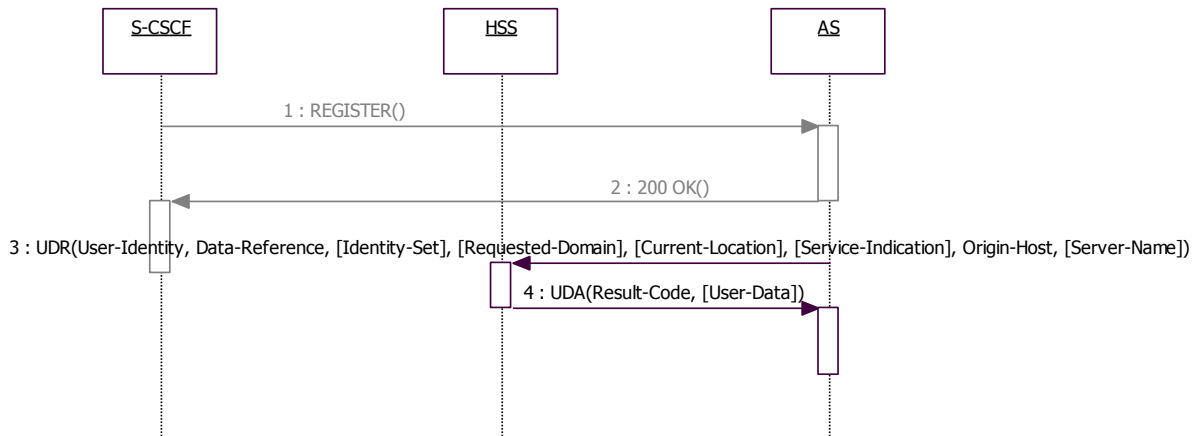 S-CSCF
HSS
AS
1 : REGISTER()
2 : 200 OK()
3 : UDR(User-Identity, Data-Reference, [Identity-Set], [Requested-Domain], [Current-Location], [Service-Indication], Origin-Host, [Server-Name])
4 : UDA(Result-Code, [User-Data])